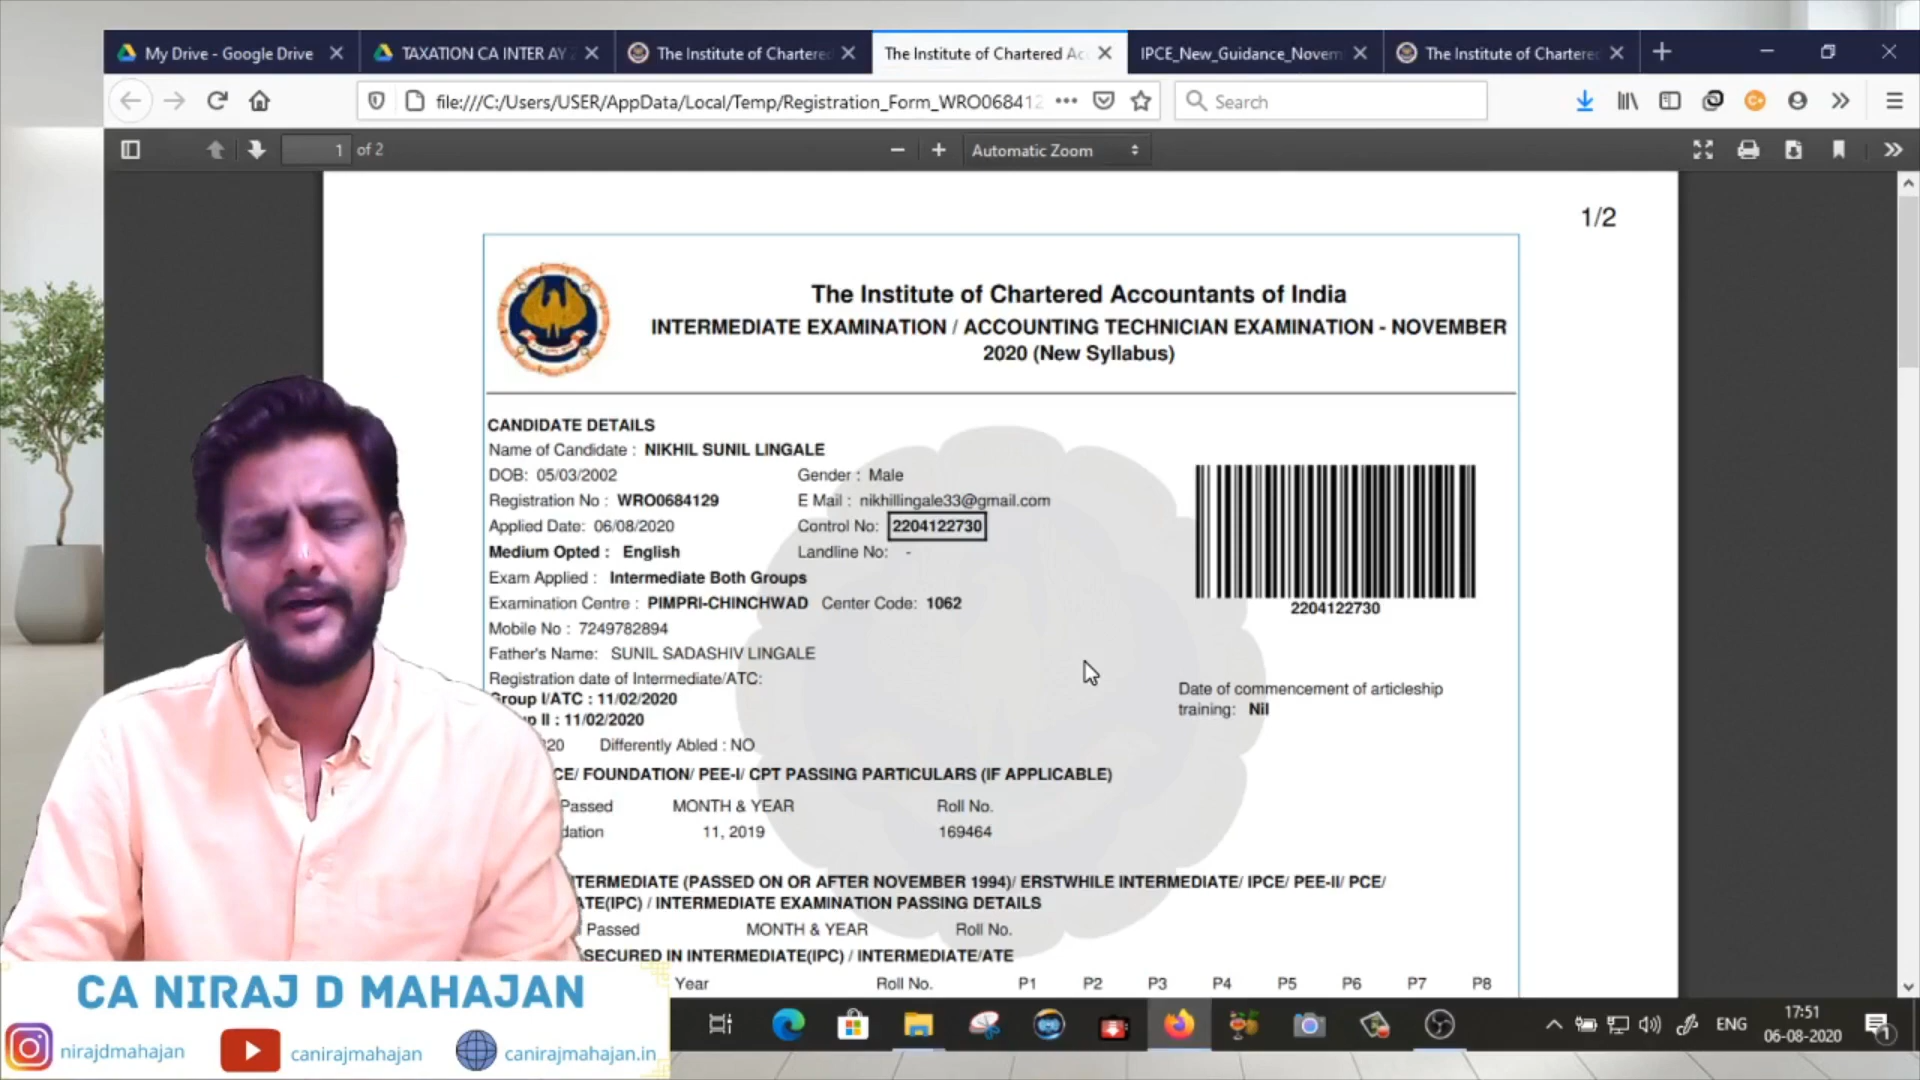 My Drive - Google Drive
TAXATION CA INTER AY
The Institute of Chartered
The Institute of Chartered Ac
IPCE_New_Guidance_Novem
The Institute of Chartered
file:///C:/Users/USER/AppData/Local/Temp/Registration_Form_WRO068412
Search
1 of 2
Automatic Zoom
1/2
The Institute of Chartered Accountants of India
INTERMEDIATE EXAMINATION / ACCOUNTING TECHNICIAN EXAMINATION - NOVEMBER
2020 (New Syllabus)
CANDIDATE DETAILS
Name of Candidate : NIKHIL SUNIL LINGALE
DOB: 05/03/2002 Gender : Male
Registration No : WRO0684129 E Mail : nikhillingale33@gmail.com
Applied Date: 06/08/2020 Control No: 2204122730
Medium Opted : English Landline No: -
Exam Applied : Intermediate Both Groups
Examination Centre : PIMPRI-CHINCHWAD Center Code: 1062
2204122730
Mobile No : 7249782894
Father's Name: SUNIL SADASHIV LINGALE
Registration date of Intermediate/ATC:
Group I/ATC : 11/02/2020
p II : 11/02/2020
Date of commencement of articleship
training: Nil
20 Differently Abled : NO
CE/ FOUNDATION/ PEE-I/ CPT PASSING PARTICULARS (IF APPLICABLE)
Passed MONTH & YEAR Roll No.
dation 11, 2019 169464
TERMEDIATE (PASSED ON OR AFTER NOVEMBER 1994)/ ERSTWHILE INTERMEDIATE/ IPCE/ PEE-II/ PCE/
ATE(IPC) / INTERMEDIATE EXAMINATION PASSING DETAILS
Passed MONTH & YEAR Roll No.
SECURED IN INTERMEDIATE(IPC) / INTERMEDIATE/ATE
Year Roll No. P1 P2 P3 P4 P5 P6 P7 P8
CA NIRAJ D MAHAJAN
nirajdmahajan canirajmahajan canirajmahajan.in
ENG
17:51
06-08-2020
1